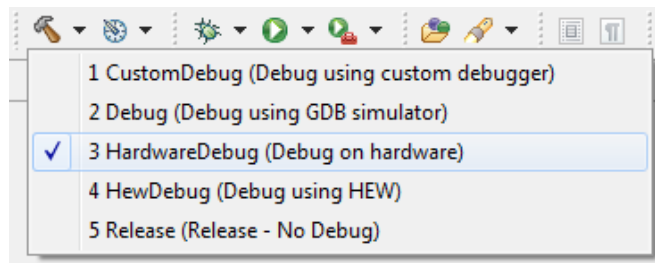 1 CustomDebug (Debug using custom debugger)
2 Debug (Debug using GDB simulator)
3 HardwareDebug (Debug on hardware)
4 HewDebug (Debug using HEW)
5 Release (Release - No Debug)